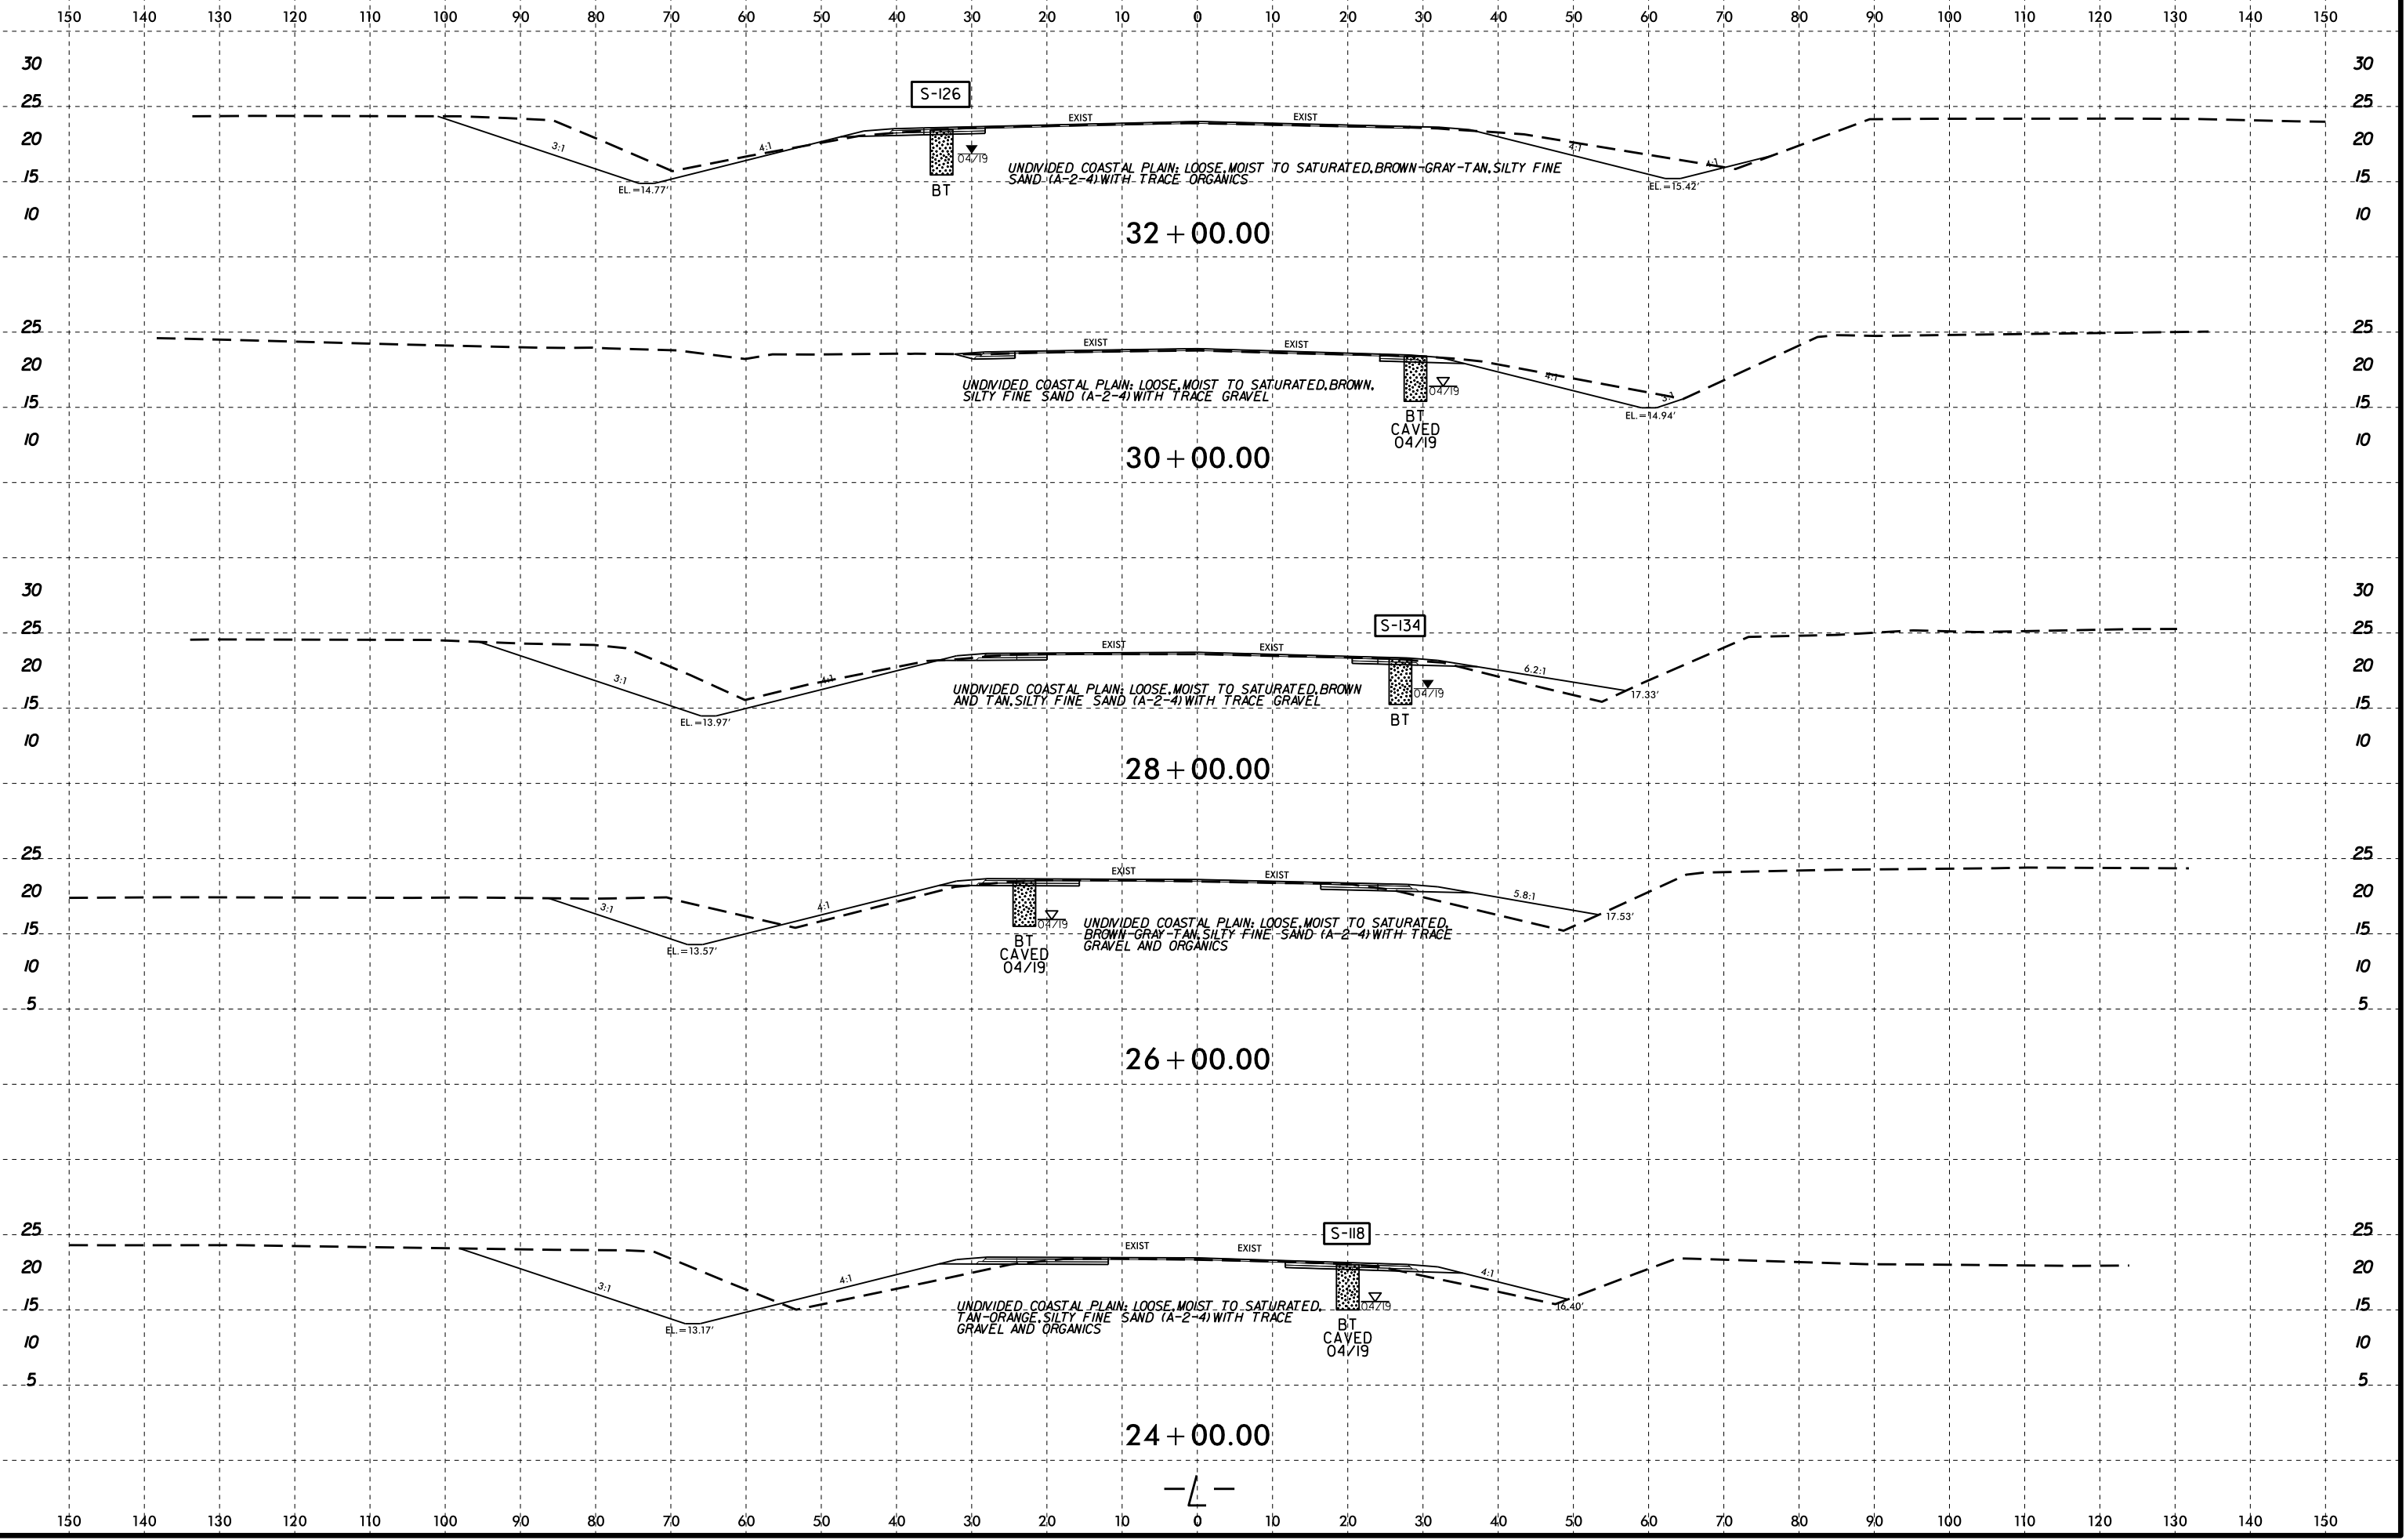 150 140 130 120 110 100 90 80 70 60 50 40 30 20 10 0 10 20 30 40 50 60 70 80 90 100 110 120 130 140 150
30 30
S-126
25 25
EXIST EXIST
20 3:1 4:1 4:1 4:1 20
04/19
UNDIVIDED COASTAL PLAIN: LOOSE, MOIST TO SATURATED, BROWN-GRAY-TAN, SILTY FINE
SAND (A-2-4) WITH TRACE ORGANICS
15 15
EL.=14.77' BT EL.=15.42'
10 10
32+00.00
25 25
EXIST EXIST
20 20
4:1
UNDIVIDED COASTAL PLAIN: LOOSE, MOIST TO SATURATED, BROWN,
SILTY FINE SAND (A-2-4) WITH TRACE GRAVEL
04/19
15 15
BT EL.=14.94'
CAVED
04/19
10 10
30+00.00
30 30
25 S-134 25
EXIST EXIST
20 6.2:1 20
3:1 4:1
UNDIVIDED COASTAL PLAIN: LOOSE, MOIST TO SATURATED, BROWN
AND TAN, SILTY FINE SAND (A-2-4) WITH TRACE GRAVEL
04/19 17.33'
15 15
EL.=13.97' BT
10 10
28+00.00
25 25
EXIST EXIST
20 5.8:1 20
3:1 4:1
17.53'
04/19
UNDIVIDED COASTAL PLAIN: LOOSE, MOIST TO SATURATED,
BROWN-GRAY-TAN, SILTY FINE SAND (A-2-4) WITH TRACE
GRAVEL AND ORGANICS
15 15
EL.=13.57' BT
CAVED
04/19
10 10
5 5
26+00.00
25 S-118 25
EXIST EXIST
20 20
3:1 4:1 4:1
UNDIVIDED COASTAL PLAIN: LOOSE, MOIST TO SATURATED,
TAN-ORANGE, SILTY FINE SAND (A-2-4) WITH TRACE
GRAVEL AND ORGANICS
04/19 16.40'
15 15
EL.=13.17' BT
CAVED
04/19
10 10
5 5
24+00.00
-L-
150 140 130 120 110 100 90 80 70 60 50 40 30 20 10 0 10 20 30 40 50 60 70 80 90 100 110 120 130 140 150